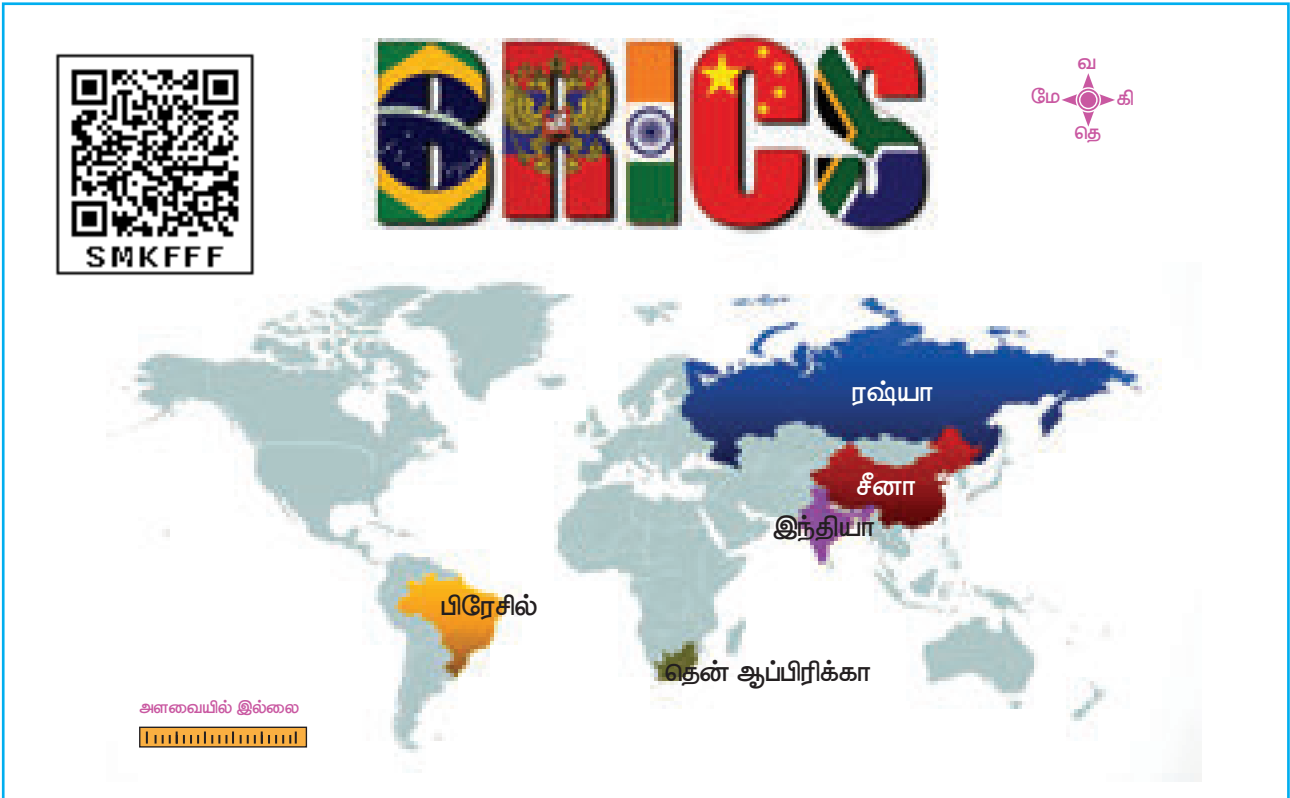 BRICS
SMKFFF
வ
மே கி
தெ
ரஷ்யா
சீனா
இந்தியா
பிரேசில்
தென் ஆப்பிரிக்கா
அளவையில் இல்லை